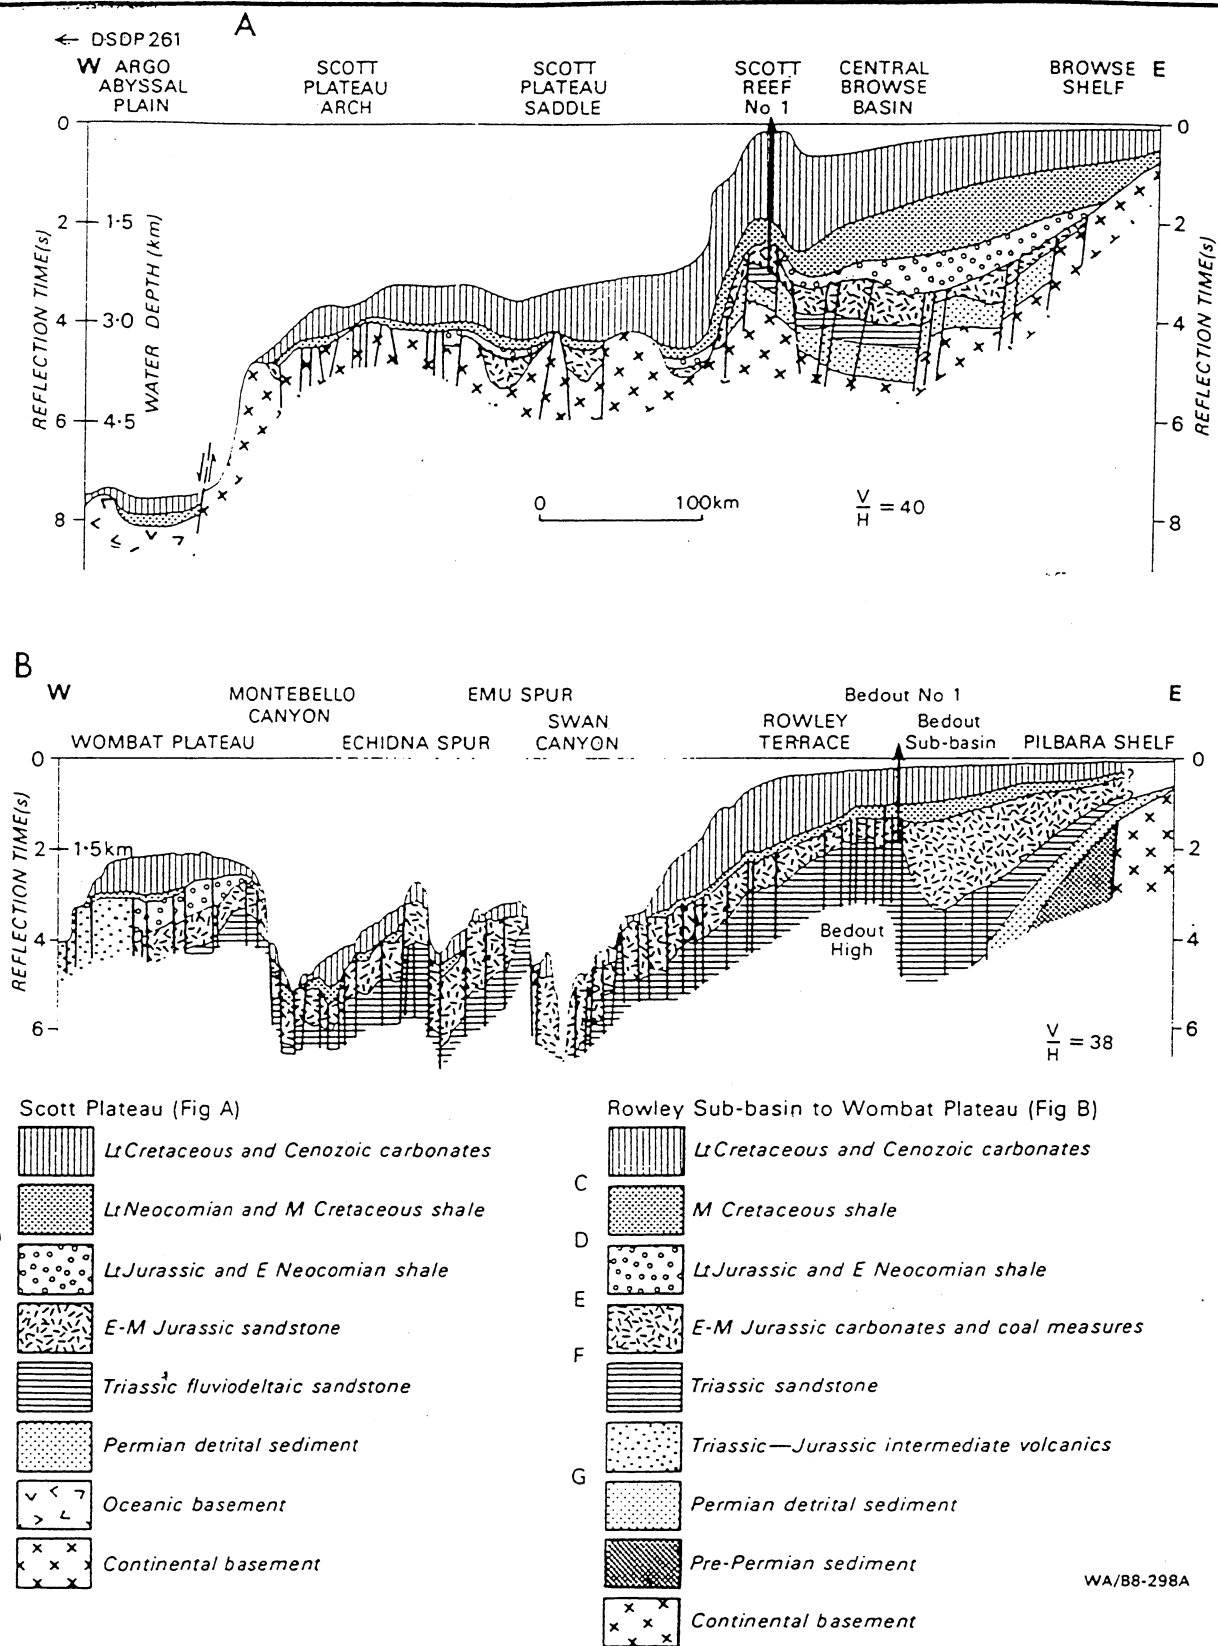 A
← DSDP 261
W ARGO
ABYSSAL
PLAIN
SCOTT
PLATEAU
ARCH
SCOTT
PLATEAU
SADDLE
SCOTT
REEF
No 1
CENTRAL
BROWSE
BASIN
BROWSE E
SHELF
0
2
4
6
8
REFLECTION TIME(s)
1·5
3·0
4·5
WATER DEPTH (km)
0
2
4
6
8
REFLECTION TIME(s)
0 100km
V/H = 40
B
W
MONTEBELLO
CANYON
EMU SPUR
Bedout No 1
E
WOMBAT PLATEAU
ECHIDNA SPUR
SWAN
CANYON
ROWLEY
TERRACE
Bedout
Sub-basin
PILBARA SHELF
0
2
4
6
REFLECTION TIME(s)
1·5km
?
Bedout
High
0
2
4
6
V/H = 38
Scott Plateau (Fig A)
Lt Cretaceous and Cenozoic carbonates
Lt Neocomian and M Cretaceous shale
Lt Jurassic and E Neocomian shale
E-M Jurassic sandstone
Triassic fluviodeltaic sandstone
Permian detrital sediment
Oceanic basement
Continental basement
Rowley Sub-basin to Wombat Plateau (Fig B)
Lt Cretaceous and Cenozoic carbonates
C
M Cretaceous shale
D
Lt Jurassic and E Neocomian shale
E
E-M Jurassic carbonates and coal measures
F
Triassic sandstone
Triassic—Jurassic intermediate volcanics
G
Permian detrital sediment
Pre-Permian sediment
Continental basement
WA/B8-298A